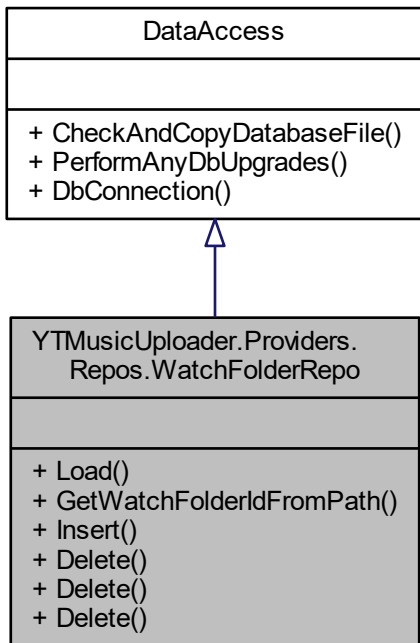 DataAccess
+ CheckAndCopyDatabaseFile()
+ PerformAnyDbUpgrades()
+ DbConnection()
YTMusicUploader.Providers.
Repos.WatchFolderRepo
+ Load()
+ GetWatchFolderIdFromPath()
+ Insert()
+ Delete()
+ Delete()
+ Delete()